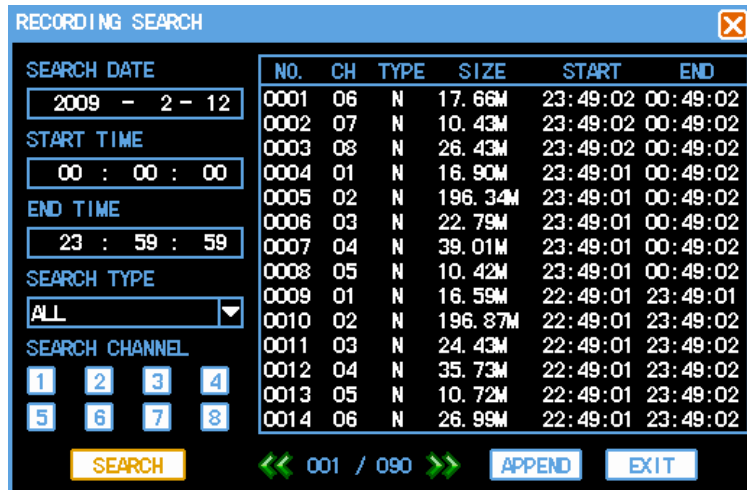 RECORDING SEARCH
SEARCH DATE
2009 - 2 - 12
START TIME
00 : 00 : 00
END TIME
23 : 59 : 59
SEARCH TYPE
ALL
SEARCH CHANNEL
1 2 3 4
5 6 7 8
SEARCH
NO. CH TYPE SIZE START END
0001 06 N 17.66M 23:49:02 00:49:02
0002 07 N 10.43M 23:49:02 00:49:02
0003 08 N 26.43M 23:49:02 00:49:02
0004 01 N 16.90M 23:49:01 00:49:02
0005 02 N 196.34M 23:49:01 00:49:02
0006 03 N 22.79M 23:49:01 00:49:02
0007 04 N 39.01M 23:49:01 00:49:02
0008 05 N 10.42M 23:49:01 00:49:02
0009 01 N 16.59M 22:49:01 23:49:01
0010 02 N 196.87M 22:49:01 23:49:02
0011 03 N 24.43M 22:49:01 23:49:02
0012 04 N 35.73M 22:49:01 23:49:02
0013 05 N 10.72M 22:49:01 23:49:02
0014 06 N 26.99M 22:49:01 23:49:02
001 / 090
APPEND
EXIT